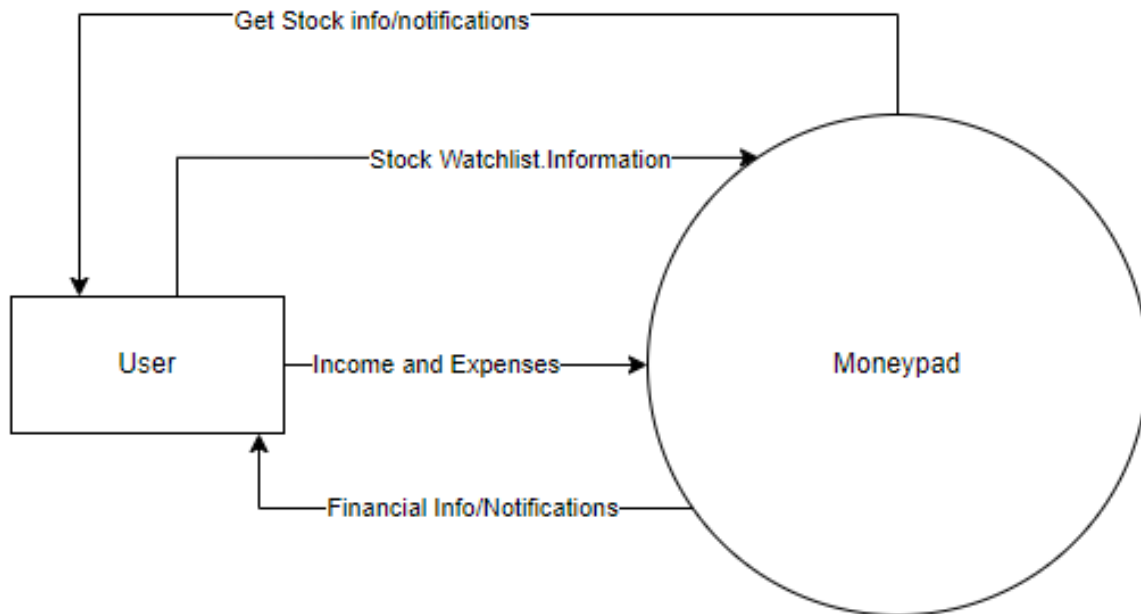 Get Stock info/notifications
Stock Watchlist.Information
User
Income and Expenses
Moneypad
Financial Info/Notifications